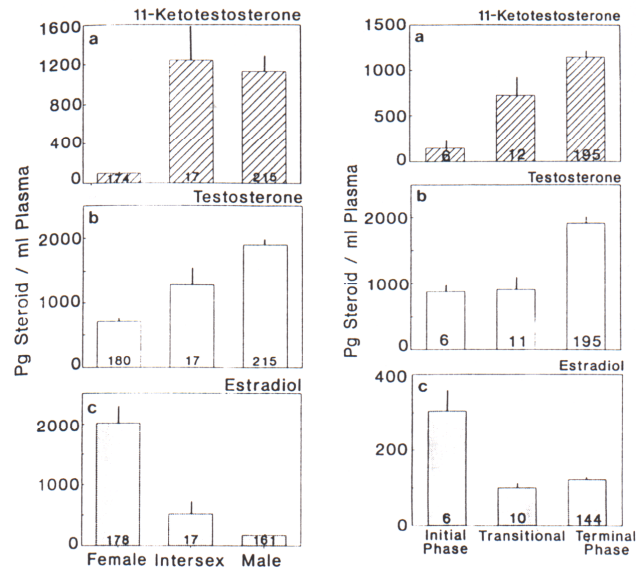 11-Ketotestosterone
a
1600
1200
800
400
0
174 17 215
Testosterone
b
2000
1000
0
180 17 215
Estradiol
c
2000
1000
0
178 17 161
Female Intersex Male
Pg Steroid / ml Plasma
11-Ketotestosterone
a
1500
1000
500
0
6 12 195
Testosterone
b
2000
1000
0
6 11 195
Estradiol
c
400
200
0
6 10 144
Initial Phase Transitional Terminal Phase
Pg Steroid / ml Plasma